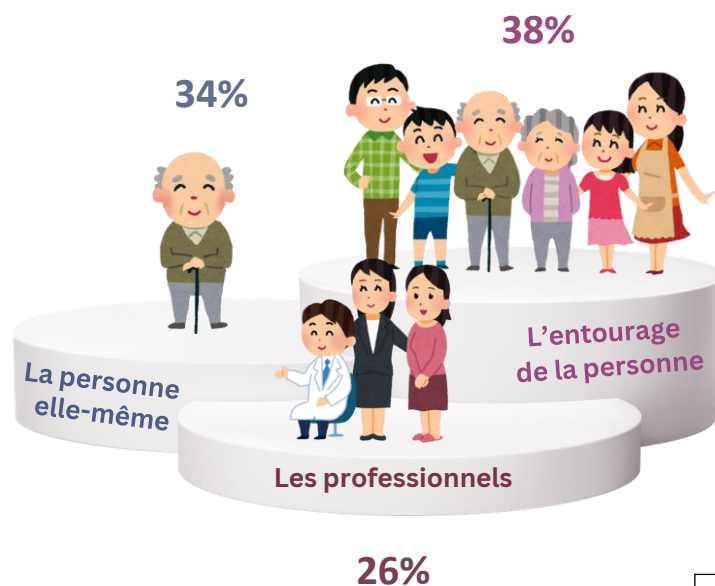 38%
34%
L’entourage
de la personne
La personne
elle-même
Les professionnels
26%